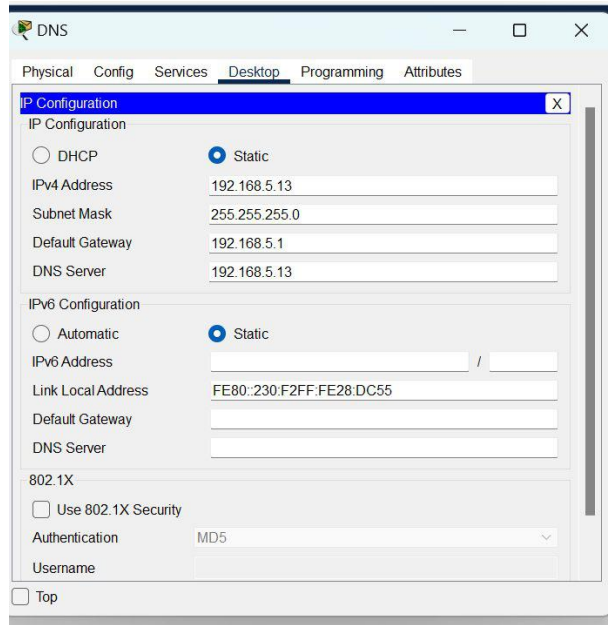 DNS
Physical Config Services Desktop Programming Attributes
IP Configuration X
IP Configuration
DHCP Static
IPv4 Address 192.168.5.13
Subnet Mask 255.255.255.0
Default Gateway 192.168.5.1
DNS Server 192.168.5.13
IPv6 Configuration
Automatic Static
IPv6 Address /
Link Local Address FE80::230:F2FF:FE28:DC55
Default Gateway
DNS Server
802.1X
Use 802.1X Security
Authentication MD5
Username
Top